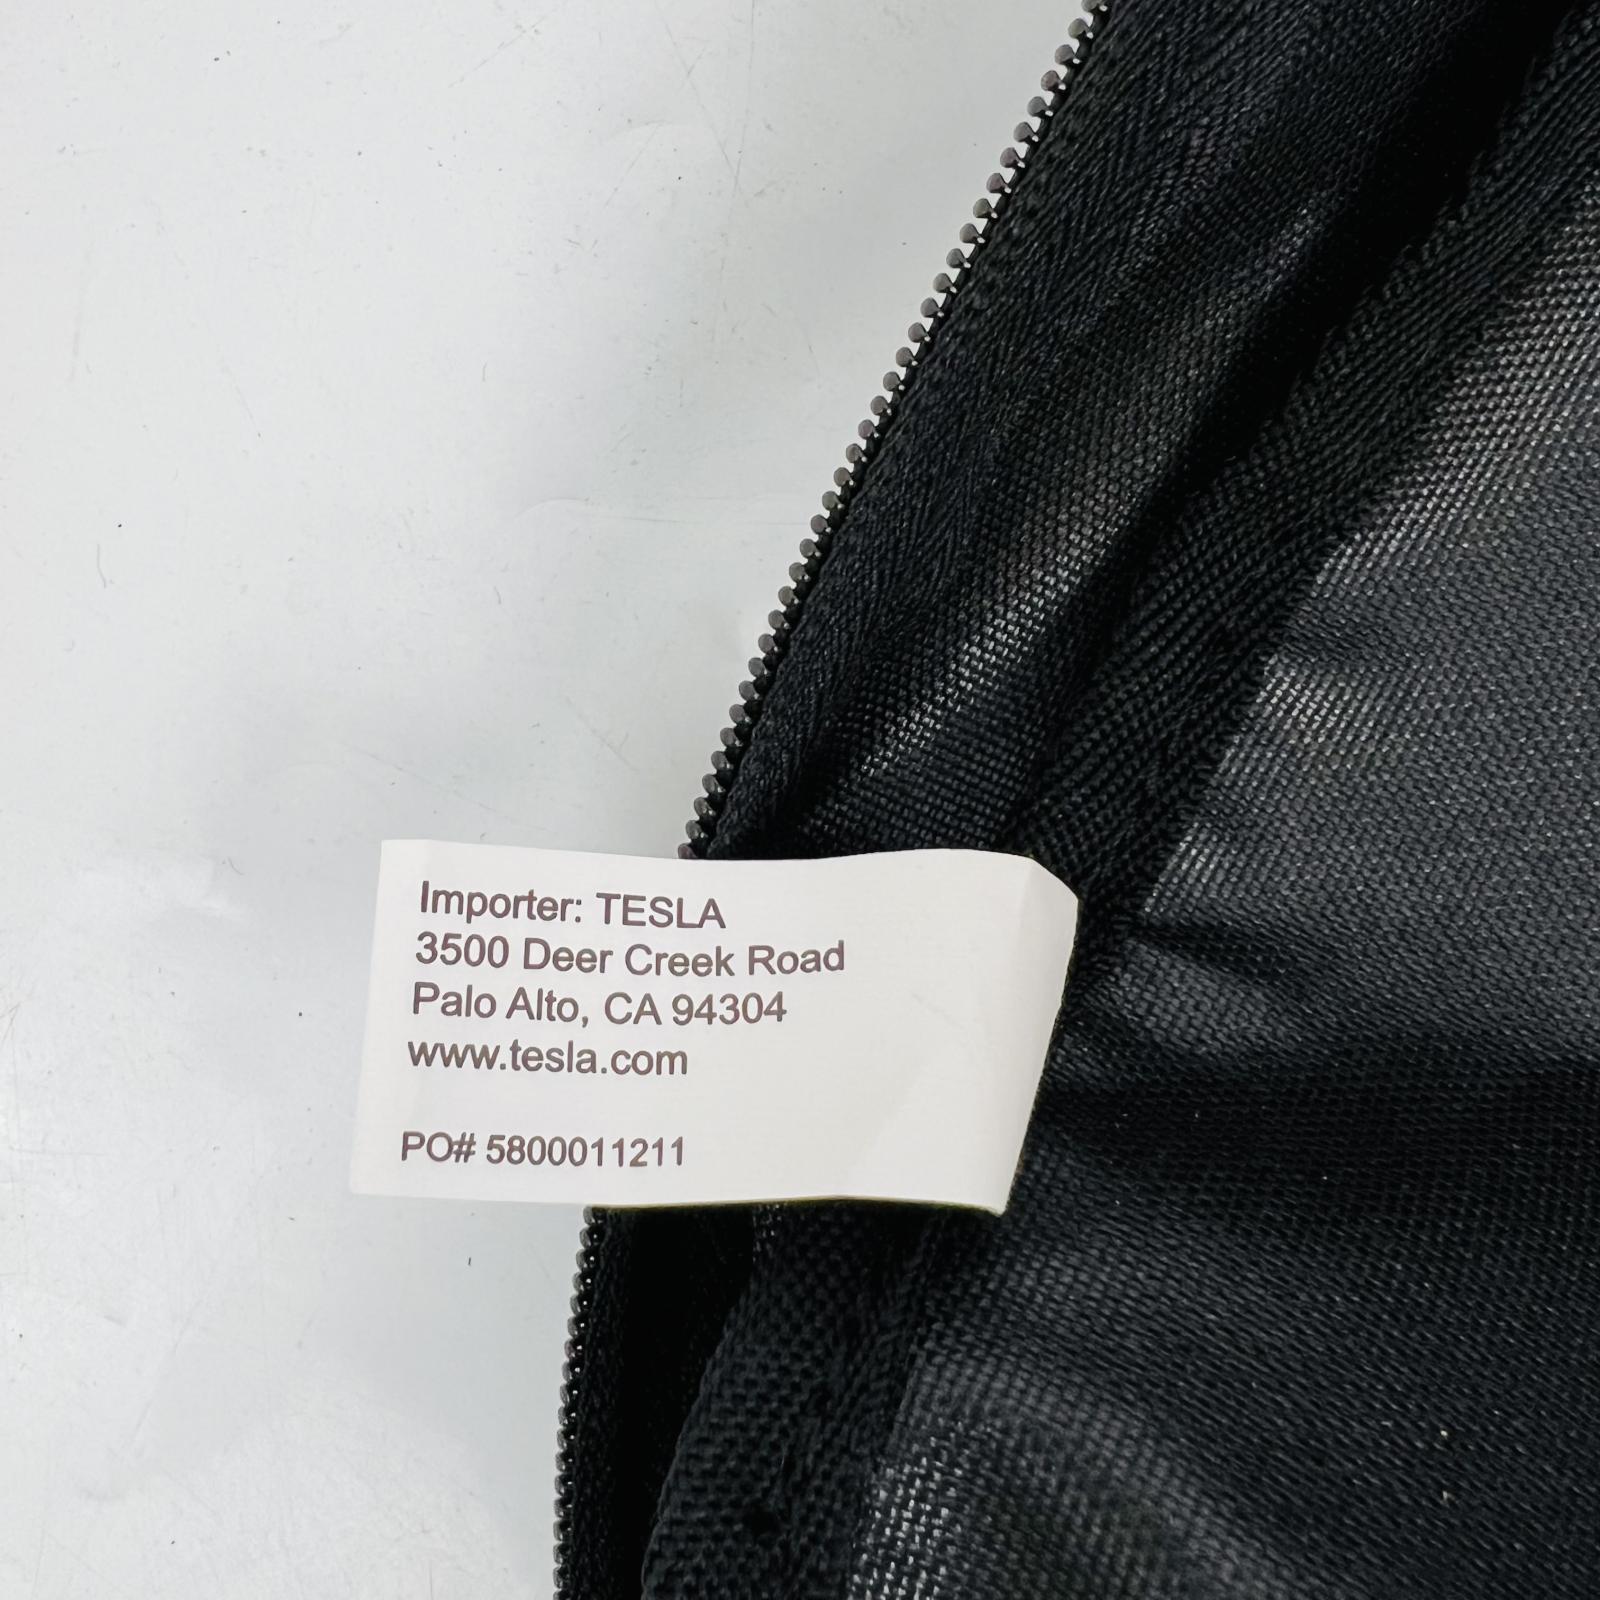 Importer: TESLA
3500 Deer Creek Road
Palo Alto, CA 94304
www.tesla.com
PO# 5800011211